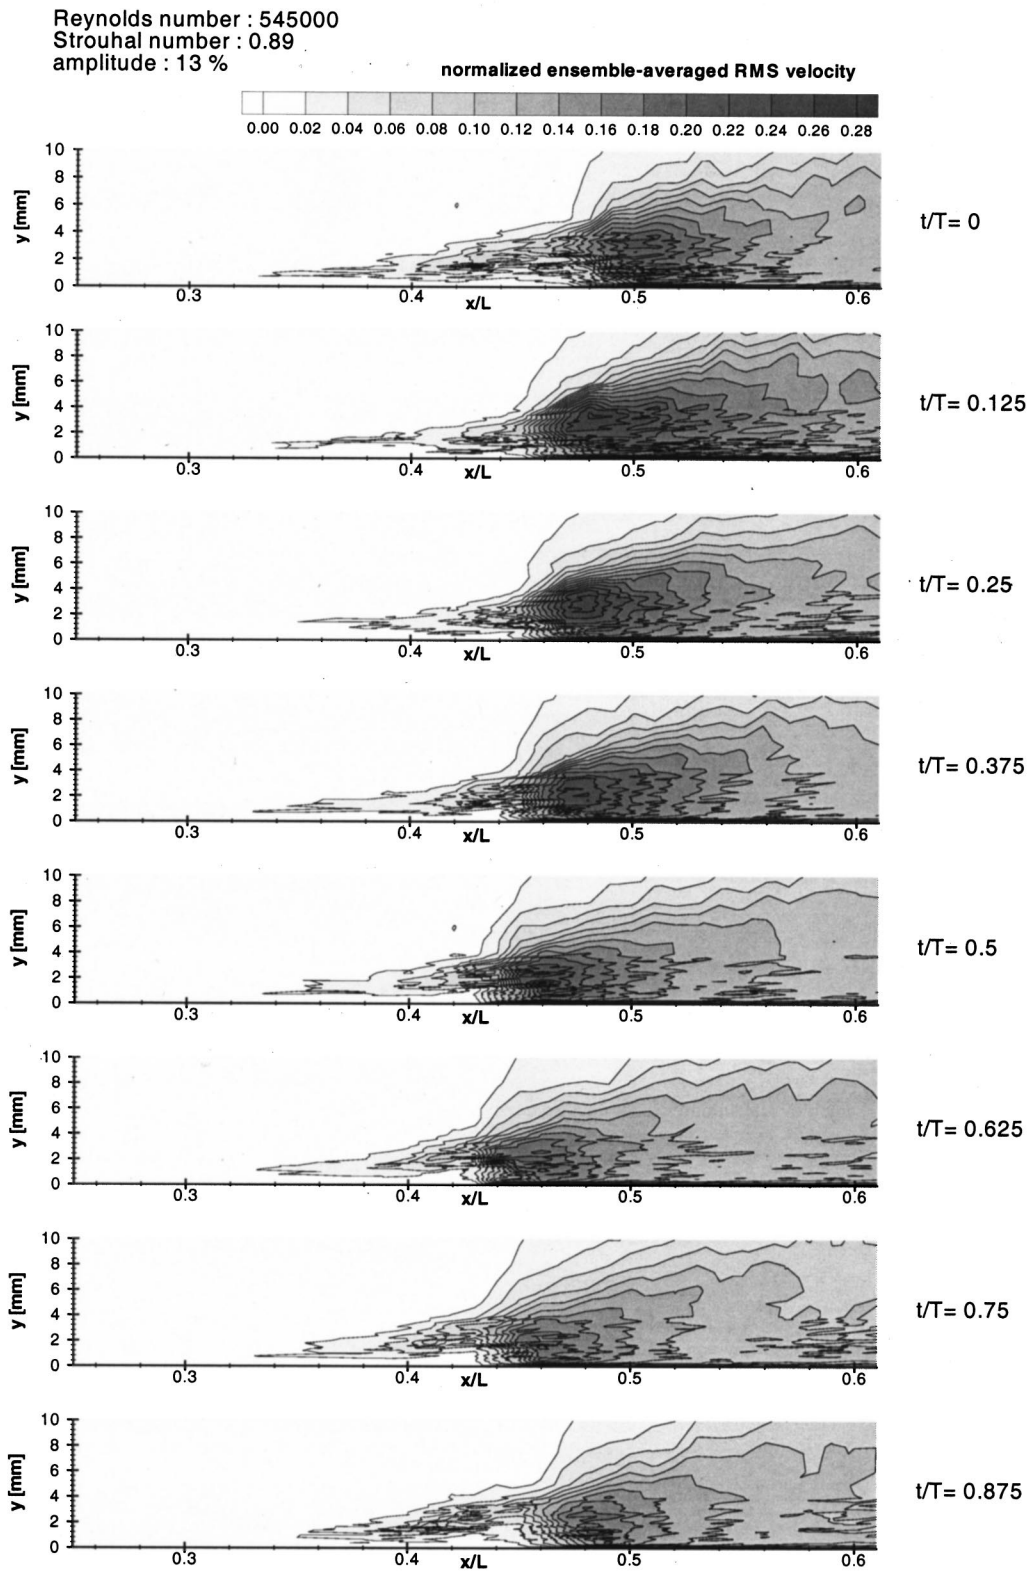 Reynolds number : 545000
Strouhal number : 0.89
amplitude : 13 %
normalized ensemble-averaged RMS velocity
0.00 0.02 0.04 0.06 0.08 0.10 0.12 0.14 0.16 0.18 0.20 0.22 0.24 0.26 0.28
10
8
6
4
2
0
y [mm]
0.3 0.4 0.5 0.6
x/L
t/T= 0
10
8
6
4
2
0
y [mm]
0.3 0.4 0.5 0.6
x/L
t/T= 0.125
10
8
6
4
2
0
y [mm]
0.3 0.4 0.5 0.6
x/L
t/T= 0.25
10
8
6
4
2
0
y [mm]
0.3 0.4 0.5 0.6
x/L
t/T= 0.375
10
8
6
4
2
0
y [mm]
0.3 0.4 0.5 0.6
x/L
t/T= 0.5
10
8
6
4
2
0
y [mm]
0.3 0.4 0.5 0.6
x/L
t/T= 0.625
10
8
6
4
2
0
y [mm]
0.3 0.4 0.5 0.6
x/L
t/T= 0.75
10
8
6
4
2
0
y [mm]
0.3 0.4 0.5 0.6
x/L
t/T= 0.875